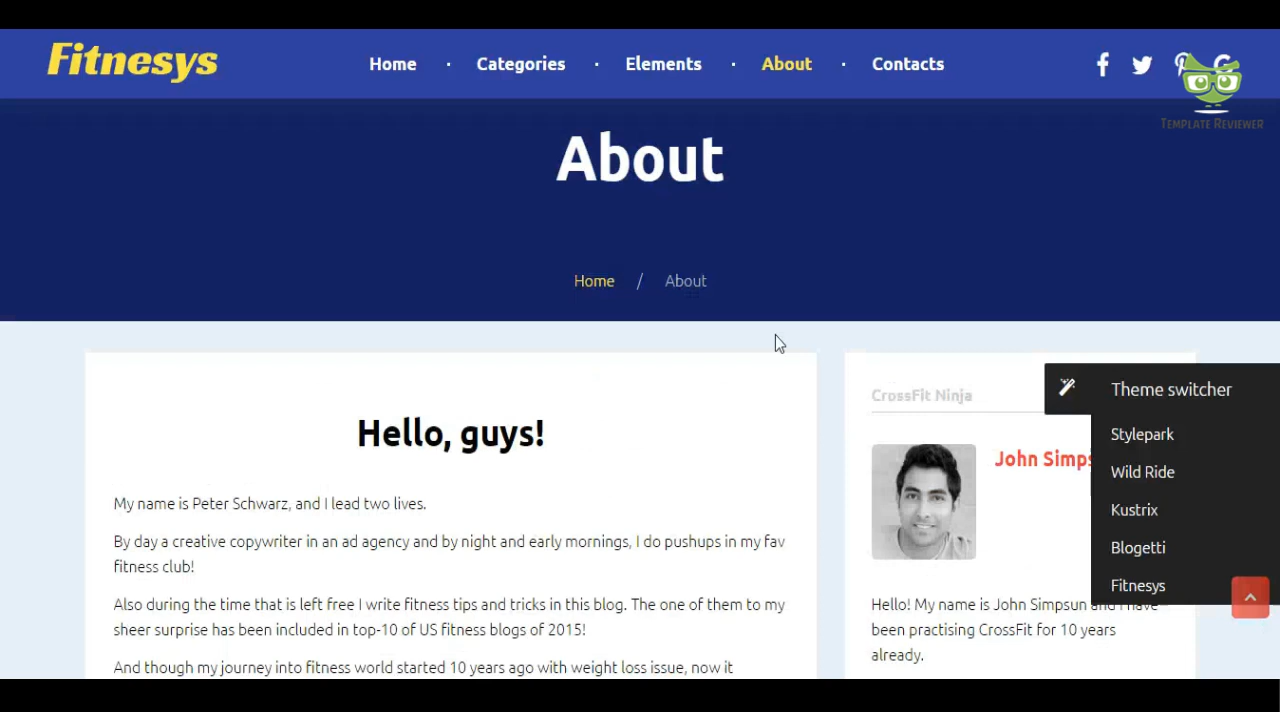 Fitnesys
Home · Categories · Elements · About · Contacts
TEMPLATE REVIEWER
About
Home / About
Hello, guys!
My name is Peter Schwarz, and I lead two lives.
By day a creative copywriter in an ad agency and by night and early mornings, I do pushups in my fav
fitness club!
Also during the time that is left free I write fitness tips and tricks in this blog. The one of them to my
sheer surprise has been included in top-10 of US fitness blogs of 2015!
And though my journey into fitness world started 10 years ago with weight loss issue, now it
CrossFit Ninja
John Simps
Hello! My name is John Simpsun and I have
been practising CrossFit for 10 years
already.
Theme switcher
Stylepark
Wild Ride
Kustrix
Blogetti
Fitnesys